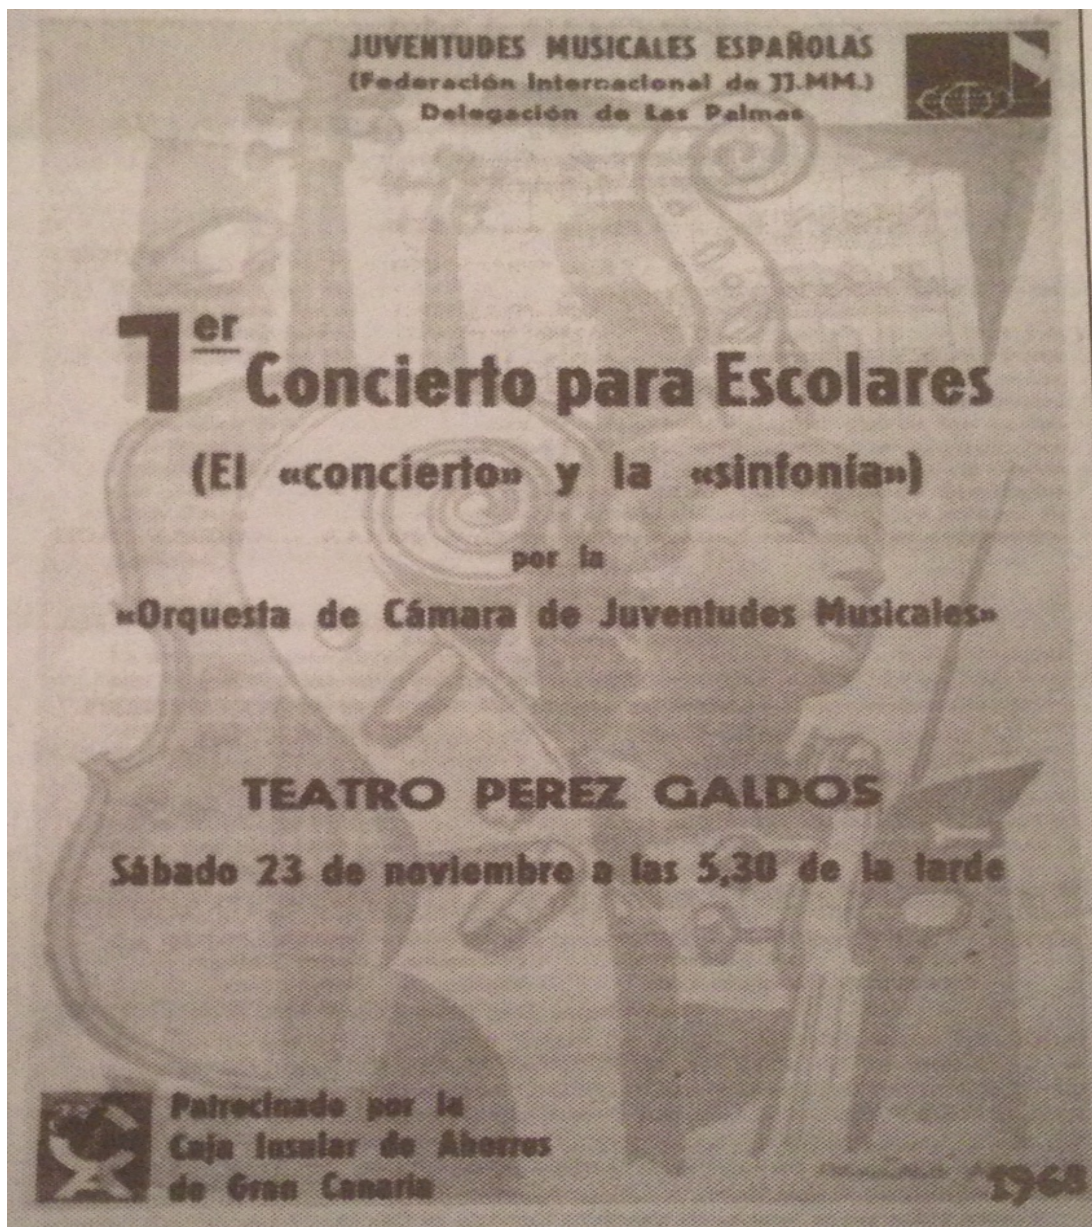 JUVENTUDES MUSICALES ESPAÑOLAS
(Federación Internacional de JJ.MM.)
Delegación de Las Palmas
1er Concierto para Escolares
(El «concierto» y la «sinfonía»)
por la
«Orquesta de Cámara de Juventudes Musicales»
TEATRO PEREZ GALDOS
Sábado 23 de noviembre a las 5,30 de la tarde
Patrocinado por la
Caja Insular de Ahorros
de Gran Canaria
1968